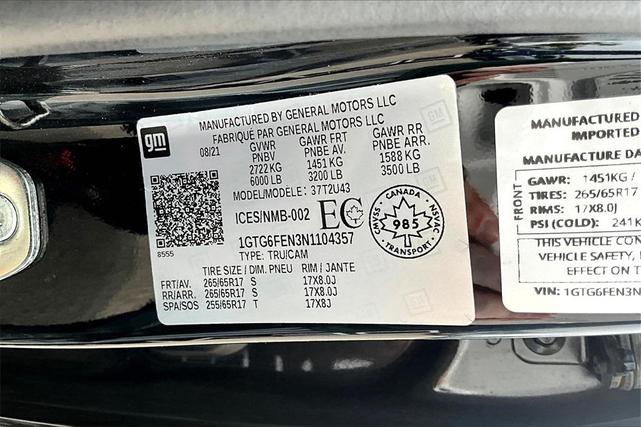 MANUFACTURED BY GENERAL MOTORS LLC
FABRIQUÉ PAR GENERAL MOTORS LLC
gm
08/21
GVWR GAWR FRT GAWR RR
PNBV PNBE AV. PNBE ARR.
2722 KG 1451 KG 1588 KG
6000 LB 3200 LB 3500 LB
MODEL/MODELE: 37T2U43
ICES/NMB-002 EC
CANADA
CMVSS NSVAC
985
TRANSPORT
1GTG6FEN3N1104357
8555
TYPE: TRU/CAM
TIRE SIZE / DIM. PNEU RIM / JANTE
FRT/AV. 265/65R17 S 17X8.0J
RR/ARR. 265/65R17 S 17X8.0J
SPA/SOS 255/65R17 T 17X8J
GM
MANUFACTURED
IMPORTED
MANUFACTURE DA
FRONT
GAWR: 1451KG /
TIRES: 265/65R17
RIMS: 17X8.0J
PSI (COLD): 241K
THIS VEHICLE CON
VEHICLE SAFETY,
EFFECT ON T
VIN: 1GTG6FEN3N